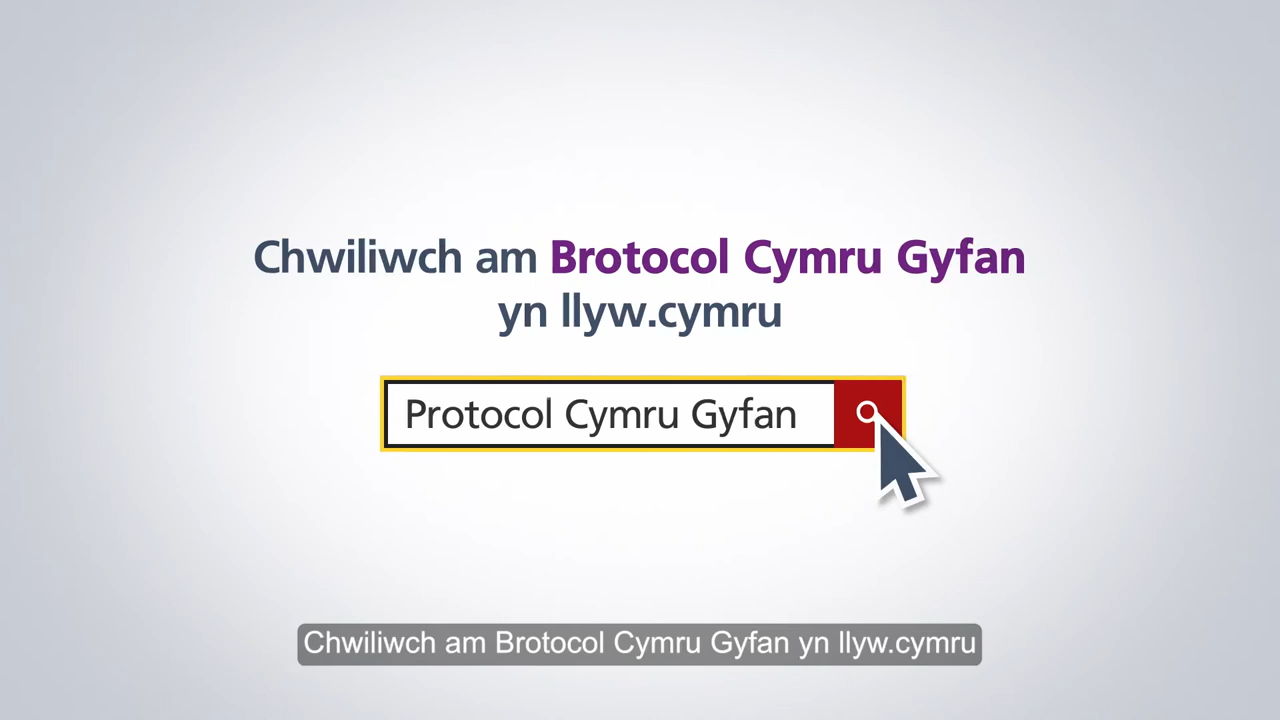 Chwiliwch am Brotocol Cymru Gyfan
yn llyw.cymru
Protocol Cymru Gyfan
Chwiliwch am Brotocol Cymru Gyfan yn llyw.cymru